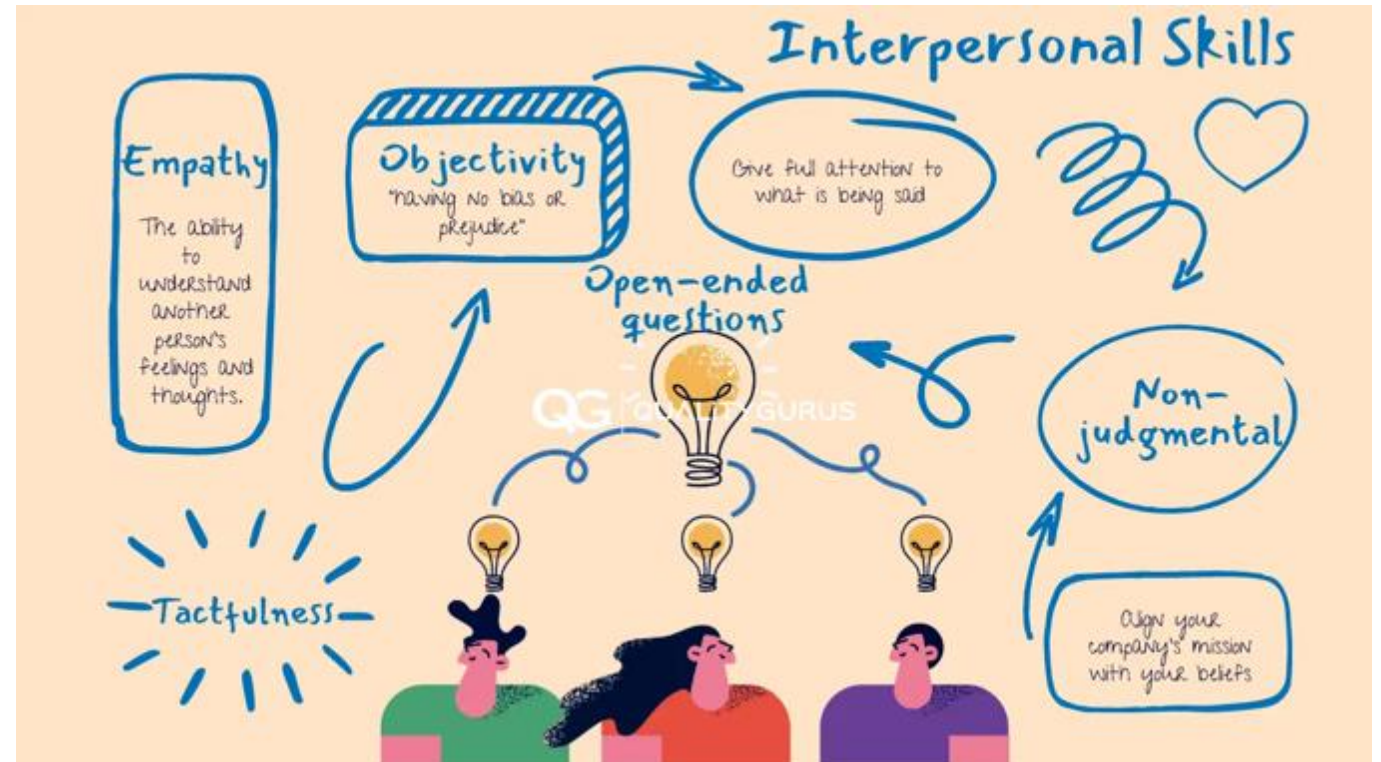 Interpersonal Skills
Empathy
The ability
to
understand
another
person's
feelings and
thoughts.
Objectivity
"having no bias or
prejudice"
Give full attention to
what is being said
Open-ended
questions
QG QUALITYGURUS
Non-
judgmental
Tactfulness
Align your
company's mission
with your beliefs